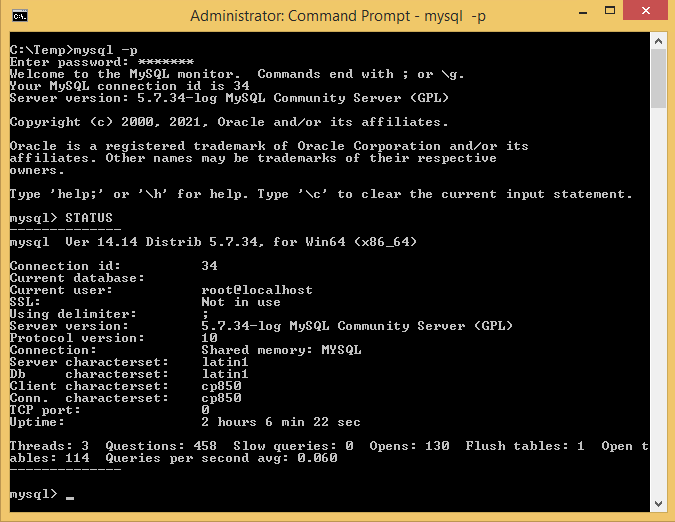 Administrator: Command Prompt - mysql -p
C:\Temp>mysql -p
Enter password: *******
Welcome to the MySQL monitor.  Commands end with ; or \g.
Your MySQL connection id is 34
Server version: 5.7.34-log MySQL Community Server (GPL)
Copyright (c) 2000, 2021, Oracle and/or its affiliates.
Oracle is a registered trademark of Oracle Corporation and/or its
affiliates. Other names may be trademarks of their respective
owners.
Type 'help;' or '\h' for help. Type '\c' to clear the current input statement.
mysql> STATUS
--------------
mysql  Ver 14.14 Distrib 5.7.34, for Win64 (x86_64)
Connection id:          34
Current database:
Current user:           root@localhost
SSL:                    Not in use
Using delimiter:        ;
Server version:         5.7.34-log MySQL Community Server (GPL)
Protocol version:       10
Connection:             Shared memory: MYSQL
Server characterset:    latin1
Db     characterset:    latin1
Client characterset:    cp850
Conn.  characterset:    cp850
TCP port:               0
Uptime:                 2 hours 6 min 22 sec
Threads: 3  Questions: 458  Slow queries: 0  Opens: 130  Flush tables: 1  Open t
ables: 114  Queries per second avg: 0.060
--------------
mysql> _